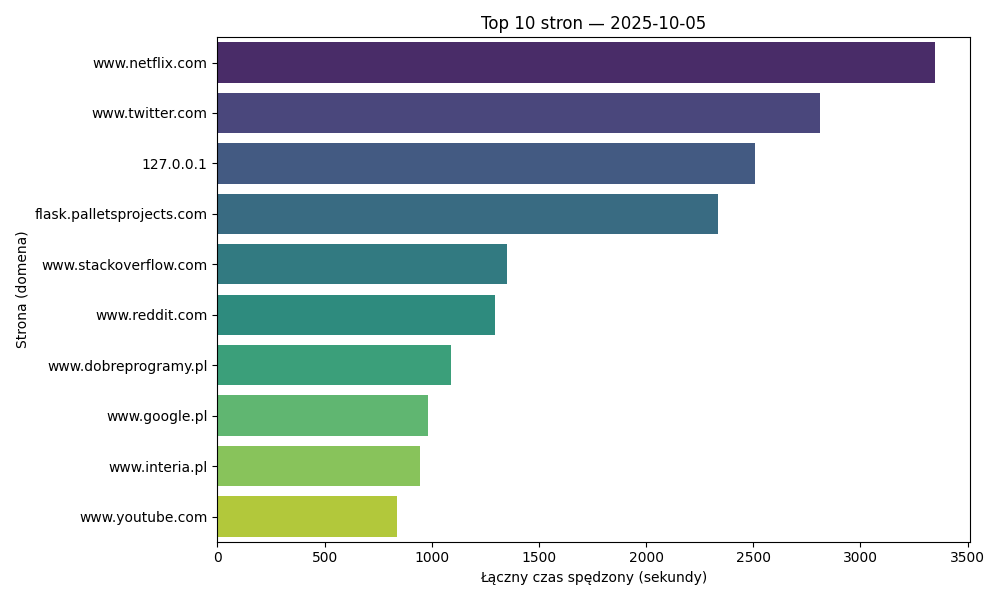 Top 10 stron — 2025-10-05
Strona (domena)
www.netflix.com
www.twitter.com
127.0.0.1
flask.palletsprojects.com
www.stackoverflow.com
www.reddit.com
www.dobreprogramy.pl
www.google.pl
www.interia.pl
www.youtube.com
0 500 1000 1500 2000 2500 3000 3500
Łączny czas spędzony (sekundy)